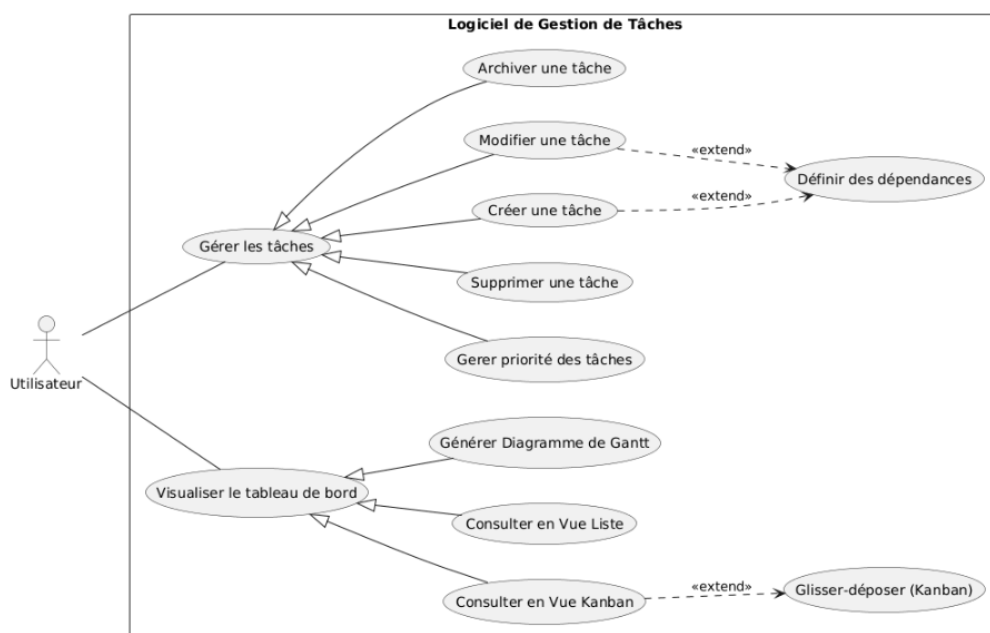 Logiciel de Gestion de Tâches
Archiver une tâche
Modifier une tâche
«extend»
Définir des dépendances
Créer une tâche
«extend»
Gérer les tâches
Supprimer une tâche
Gerer priorité des tâches
Utilisateur
Générer Diagramme de Gantt
Visualiser le tableau de bord
Consulter en Vue Liste
Consulter en Vue Kanban
«extend»
Glisser-déposer (Kanban)